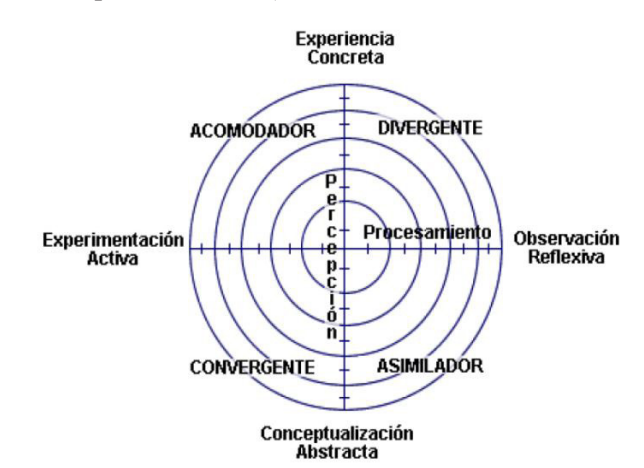 Experiencia
Concreta
ACOMODADOR
DIVERGENTE
Percepción
Procesamiento
Experimentación
Activa
Observación
Reflexiva
CONVERGENTE
ASIMILADOR
Conceptualización
Abstracta